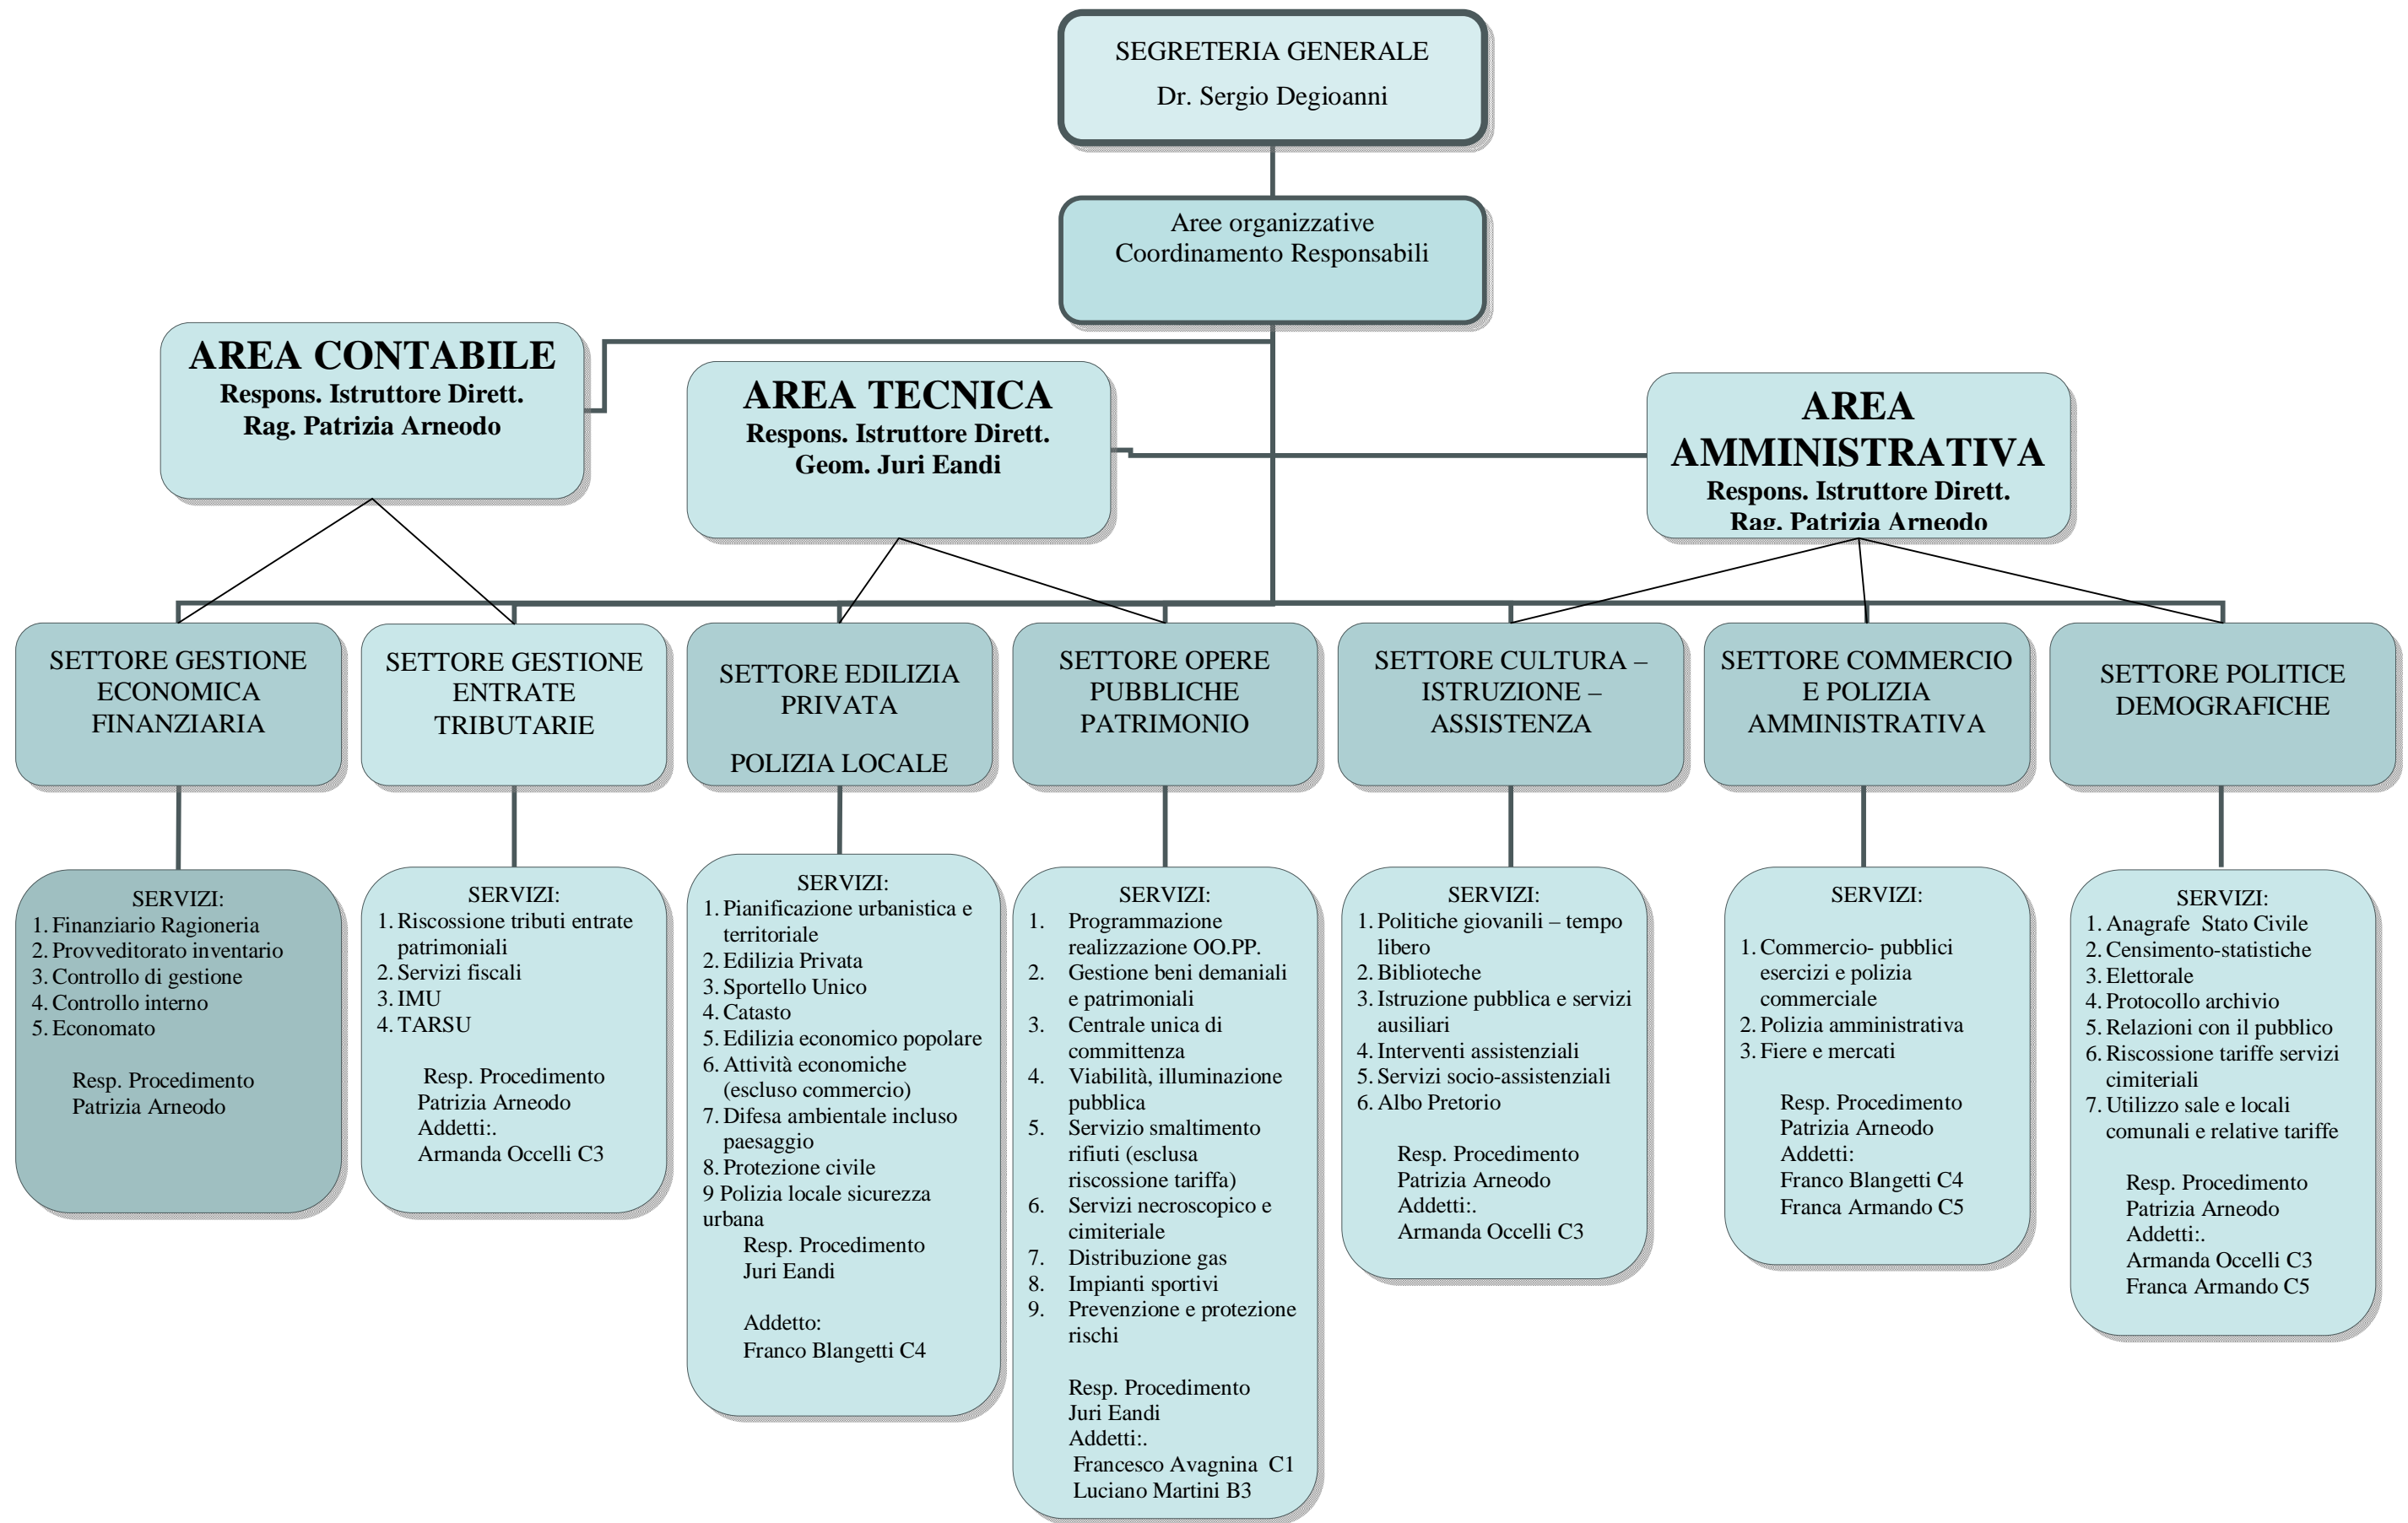 SEGRETERIA GENERALE
Dr. Sergio Degioanni
Aree organizzative
Coordinamento Responsabili
AREA CONTABILE
Respons. Istruttore Dirett.
Rag. Patrizia Arneodo
AREA TECNICA
Respons. Istruttore Dirett.
Geom. Juri Eandi
AREA
AMMINISTRATIVA
Respons. Istruttore Dirett.
Rag. Patrizia Arneodo
SETTORE GESTIONE
ECONOMICA
FINANZIARIA
SETTORE GESTIONE
ENTRATE
TRIBUTARIE
SETTORE EDILIZIA
PRIVATA
POLIZIA LOCALE
SETTORE OPERE
PUBBLICHE
PATRIMONIO
SETTORE CULTURA –
ISTRUZIONE –
ASSISTENZA
SETTORE COMMERCIO
E POLIZIA
AMMINISTRATIVA
SETTORE POLITICE
DEMOGRAFICHE
SERVIZI:
1. Finanziario Ragioneria
2. Provveditorato inventario
3. Controllo di gestione
4. Controllo interno
5. Economato
Resp. Procedimento
Patrizia Arneodo
SERVIZI:
1. Riscossione tributi entrate
patrimoniali
2. Servizi fiscali
3. IMU
4. TARSU
Resp. Procedimento
Patrizia Arneodo
Addetti:.
Armanda Occelli C3
SERVIZI:
1. Pianificazione urbanistica e
territoriale
2. Edilizia Privata
3. Sportello Unico
4. Catasto
5. Edilizia economico popolare
6. Attività economiche
(escluso commercio)
7. Difesa ambientale incluso
paesaggio
8. Protezione civile
9 Polizia locale sicurezza
urbana
Resp. Procedimento
Juri Eandi
Addetto:
Franco Blangetti C4
SERVIZI:
1. Programmazione
realizzazione OO.PP.
2. Gestione beni demaniali
e patrimoniali
3. Centrale unica di
committenza
4. Viabilità, illuminazione
pubblica
5. Servizio smaltimento
rifiuti (esclusa
riscossione tariffa)
6. Servizi necroscopico e
cimiteriale
7. Distribuzione gas
8. Impianti sportivi
9. Prevenzione e protezione
rischi
Resp. Procedimento
Juri Eandi
Addetti:.
Francesco Avagnina C1
Luciano Martini B3
SERVIZI:
1. Politiche giovanili – tempo
libero
2. Biblioteche
3. Istruzione pubblica e servizi
ausiliari
4. Interventi assistenziali
5. Servizi socio-assistenziali
6. Albo Pretorio
Resp. Procedimento
Patrizia Arneodo
Addetti:.
Armanda Occelli C3
SERVIZI:
1. Commercio- pubblici
esercizi e polizia
commerciale
2. Polizia amministrativa
3. Fiere e mercati
Resp. Procedimento
Patrizia Arneodo
Addetti:
Franco Blangetti C4
Franca Armando C5
SERVIZI:
1. Anagrafe Stato Civile
2. Censimento-statistiche
3. Elettorale
4. Protocollo archivio
5. Relazioni con il pubblico
6. Riscossione tariffe servizi
cimiteriali
7. Utilizzo sale e locali
comunali e relative tariffe
Resp. Procedimento
Patrizia Arneodo
Addetti:.
Armanda Occelli C3
Franca Armando C5